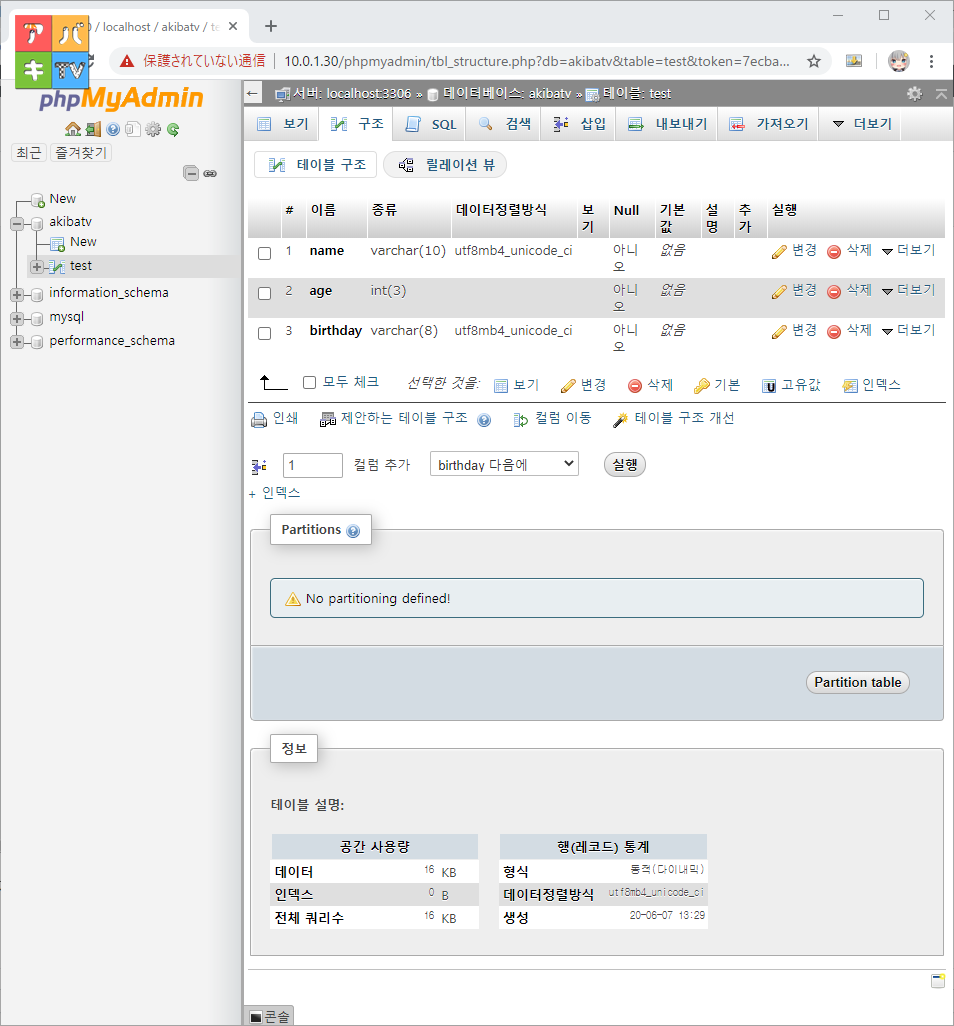 アバ
キTV
0 / localhost / akibatv / te
保護されていない通信 | 10.0.1.30/phpmyadmin/tbl_structure.php?db=akibatv&table=test&token=7ecba...
phpMyAdmin
최근 즐겨찾기
New
akibatv
New
test
information_schema
mysql
performance_schema
← 서버: localhost:3306 » 데이터베이스: akibatv » 테이블: test
보기 구조 SQL 검색 삽입 내보내기 가져오기 더보기
테이블 구조 릴레이션 뷰
# 이름 종류 데이터정렬방식 보기 Null 기본값 설명 추가 실행
1 name varchar(10) utf8mb4_unicode_ci 아니오 없음 변경 삭제 더보기
2 age int(3) 아니오 없음 변경 삭제 더보기
3 birthday varchar(8) utf8mb4_unicode_ci 아니오 없음 변경 삭제 더보기
모두 체크 선택한 것을: 보기 변경 삭제 기본 고유값 인덱스
인쇄 제안하는 테이블 구조 컬럼 이동 테이블 구조 개선
1 컬럼 추가 birthday 다음에 실행
+ 인덱스
Partitions
No partitioning defined!
Partition table
정보
테이블 설명:
공간 사용량
데이터 16 KB
인덱스 0 B
전체 쿼리수 16 KB
행(레코드) 통계
형식 동적(다이내믹)
데이터정렬방식 utf8mb4_unicode_ci
생성 20-06-07 13:29
콘솔